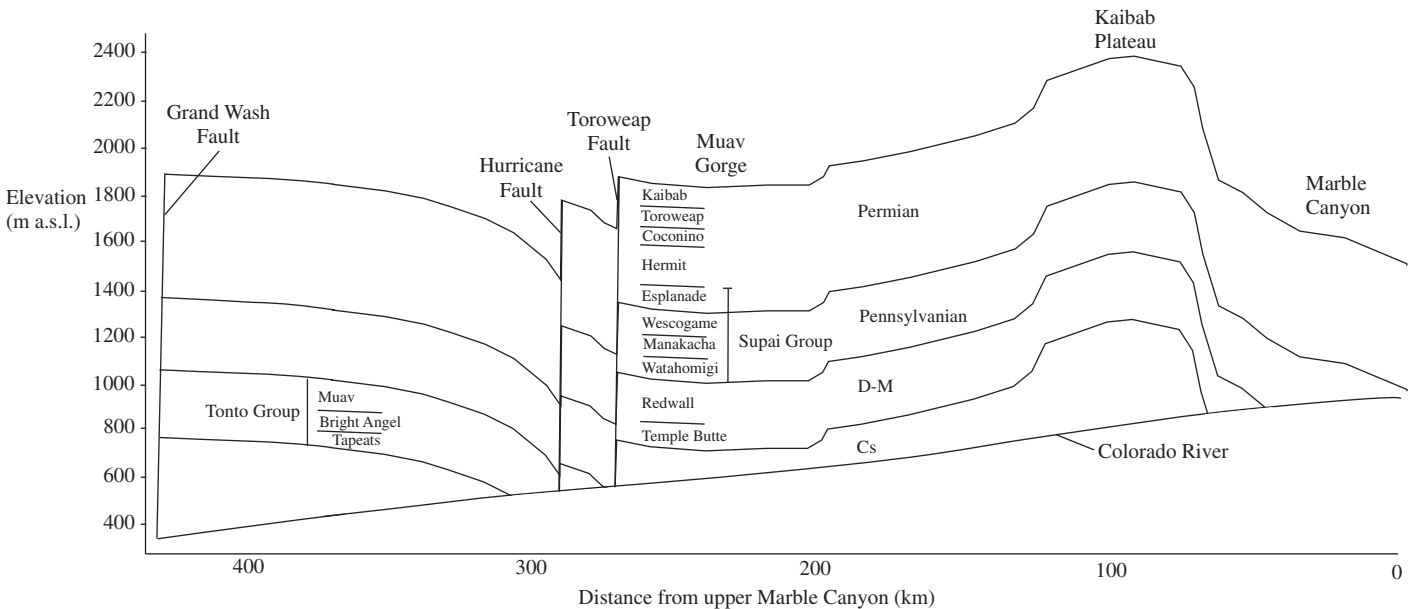 Kaibab
Plateau
2400
2200
Grand Wash
Fault
Toroweap
Fault
2000
Muav
Gorge
Hurricane
Fault
Marble
Canyon
Elevation
(m a.s.l.)
1800
Kaibab
Toroweap
Coconino
Permian
1600
Hermit
1400
Esplanade
Wescogame
Pennsylvanian
1200
Manakacha
Supai Group
Watahomigi
1000
Tonto Group
Muav
Redwall
D-M
Bright Angel
800
Tapeats
Temple Butte
Cs
Colorado River
600
400
400
300
200
100
0
Distance from upper Marble Canyon (km)